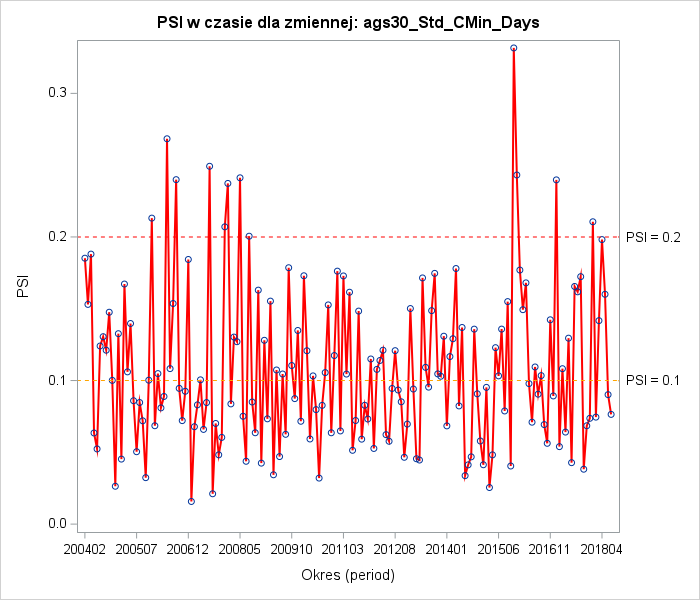 PSI w czasie dla zmiennej: ags30_Std_CMin_Days
0.3
0.2
0.1
0.0
PSI
PSI = 0.2
PSI = 0.1
200402 200507 200612 200805 200910 201103 201208 201401 201506 201611 201804
Okres (period)